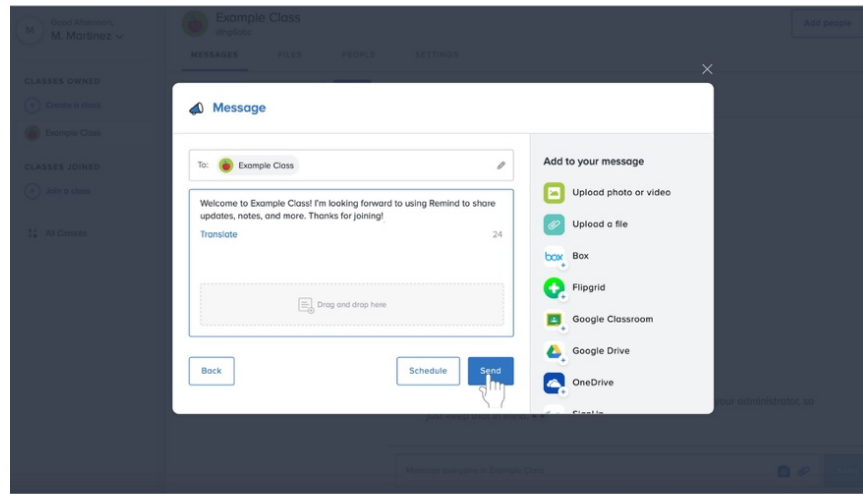 Good Afternoon,
M
M. Martinez
CLASSES OWNED
Create a class
Example Class
CLASSES JOINED
Join a class
All Classes
Example Class
Add people
MESSAGES FILES PEOPLE SETTINGS
Message
To: Example Class
Welcome to Example Class! I'm looking forward to using Remind to share
updates, notes, and more. Thanks for joining!
Translate
24
Drag and drop here
Back
Schedule
Send
Add to your message
Upload photo or video
Upload a file
box Box
Flipgrid
Google Classroom
Google Drive
OneDrive
your administrator, so
Message everyone in Example Class